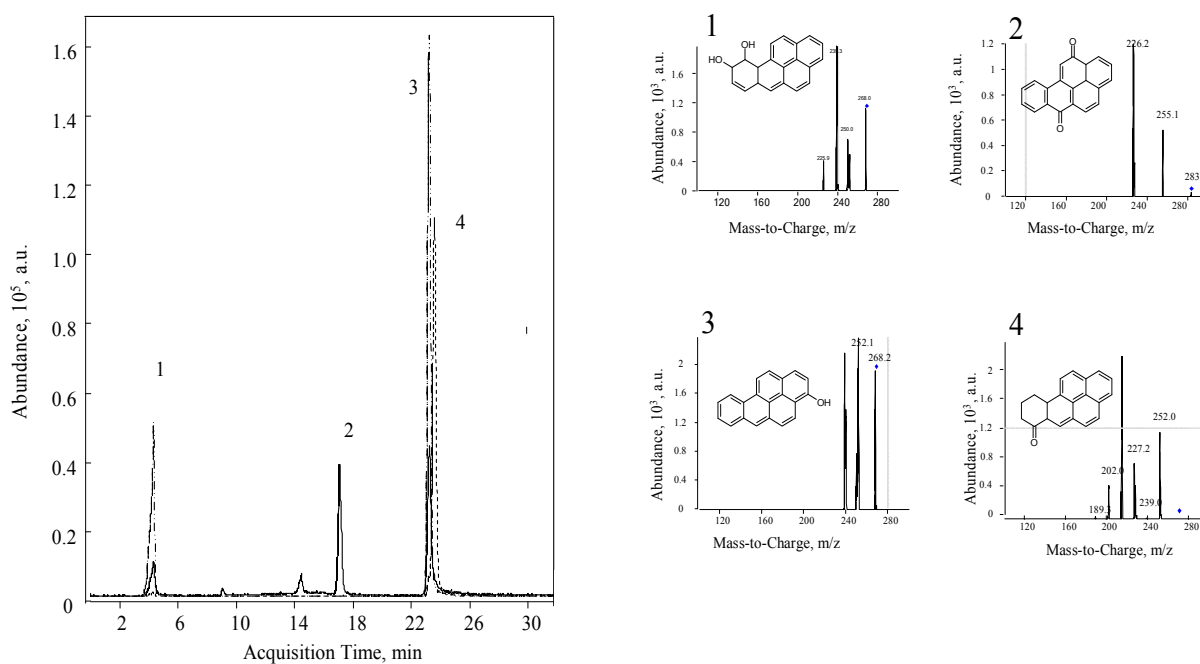 Abundance, 10⁵, a.u.
1.6
1.4
1.2
1.0
0.8
0.6
0.4
0.2
0
1
2
3
4
2 6 10 14 18 22 26 30
Acquisition Time, min
1
Abundance, 10³, a.u.
1.6
1.2
0.4
0
OH
HO
268.0
250.0
225.9
120 160 200 240 280
Mass-to-Charge, m/z
2
Abundance, 10³, a.u.
1.2
1.0
0.8
0.6
0.4
0.2
0
O
O
226.2
255.1
283
120 160 200 240 280
Mass-to-Charge, m/z
3
Abundance, 10³, a.u.
2
1.6
1.2
0.4
0
OH
252.1
268.2
120 160 200 240 280
Mass-to-Charge, m/z
4
Abundance, 10³, a.u.
2
1.6
1.2
0.4
0
O
252.0
227.2
202.0
189.3
239.0
120 160 200 240 280
Mass-to-Charge, m/z